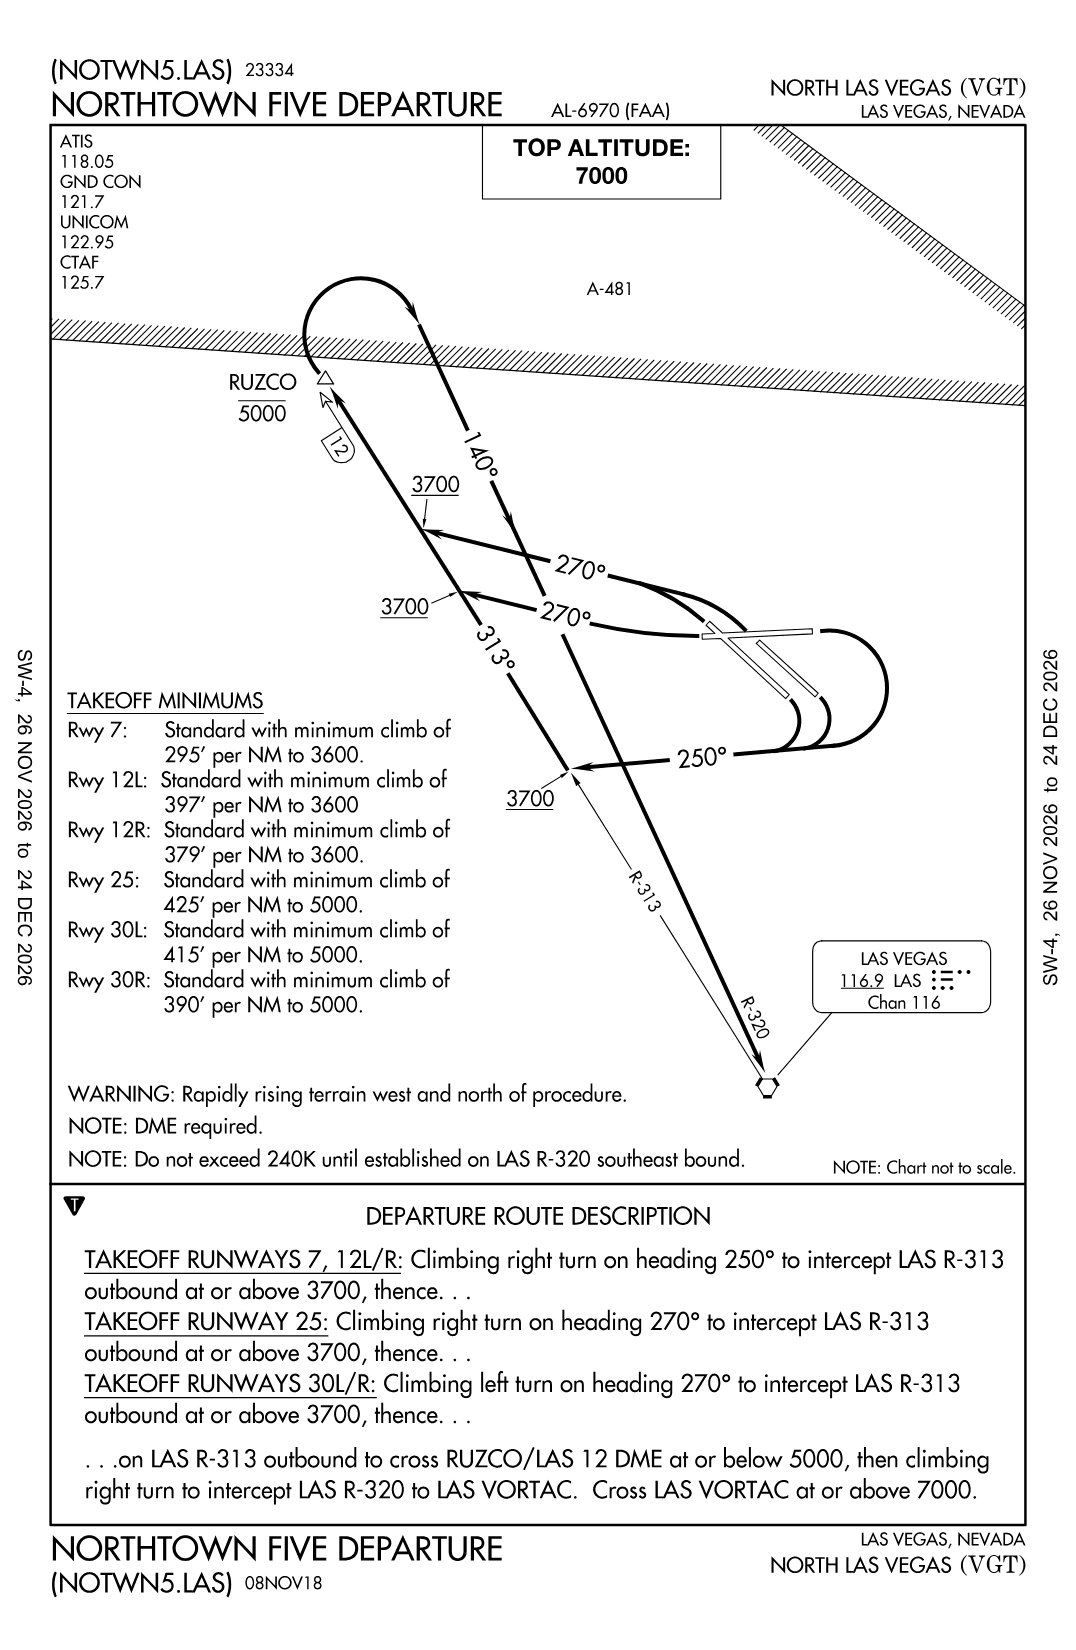 (NOTWN5.LAS) 23334
NORTHTOWN FIVE DEPARTURE
AL-6970 (FAA)
NORTH LAS VEGAS (VGT)
LAS VEGAS, NEVADA
ATIS
118.05
GND CON
121.7
UNICOM
122.95
CTAF
125.7
TOP ALTITUDE:
7000
A-481
RUZCO
5000
12
140°
3700
270°
3700
270°
313°
250°
3700
R-313
R-320
LAS VEGAS
116.9 LAS
Chan 116
TAKEOFF MINIMUMS
Rwy 7: Standard with minimum climb of
295’ per NM to 3600.
Rwy 12L: Standard with minimum climb of
397’ per NM to 3600
Rwy 12R: Standard with minimum climb of
379’ per NM to 3600.
Rwy 25: Standard with minimum climb of
425’ per NM to 5000.
Rwy 30L: Standard with minimum climb of
415’ per NM to 5000.
Rwy 30R: Standard with minimum climb of
390’ per NM to 5000.
WARNING: Rapidly rising terrain west and north of procedure.
NOTE: DME required.
NOTE: Do not exceed 240K until established on LAS R-320 southeast bound.
NOTE: Chart not to scale.
SW-4, 26 NOV 2026 to 24 DEC 2026
SW-4, 26 NOV 2026 to 24 DEC 2026
T
DEPARTURE ROUTE DESCRIPTION
TAKEOFF RUNWAYS 7, 12L/R: Climbing right turn on heading 250° to intercept LAS R-313
outbound at or above 3700, thence. . .
TAKEOFF RUNWAY 25: Climbing right turn on heading 270° to intercept LAS R-313
outbound at or above 3700, thence. . .
TAKEOFF RUNWAYS 30L/R: Climbing left turn on heading 270° to intercept LAS R-313
outbound at or above 3700, thence. . .
. . .on LAS R-313 outbound to cross RUZCO/LAS 12 DME at or below 5000, then climbing
right turn to intercept LAS R-320 to LAS VORTAC. Cross LAS VORTAC at or above 7000.
NORTHTOWN FIVE DEPARTURE
(NOTWN5.LAS) 08NOV18
LAS VEGAS, NEVADA
NORTH LAS VEGAS (VGT)